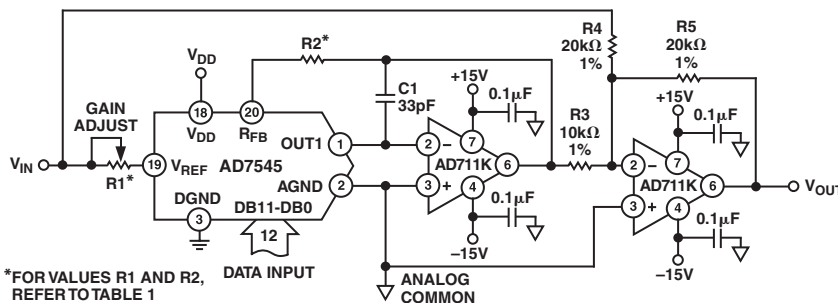 R4
20kΩ
1%
R5
20kΩ
1%
R2*
VDD
C1
33pF
+15V
0.1µF
R3
10kΩ
1%
+15V
0.1µF
GAIN
ADJUST
18
VDD
20
RFB
OUT1
1
2
–
7
AD711K
6
VIN
R1*
19
VREF
AD7545
AGND
2
3
+
4
0.1µF
–15V
2
–
7
AD711K
6
VOUT
3
+
4
0.1µF
–15V
DGND
3
DB11-DB0
12
DATA INPUT
ANALOG
COMMON
*FOR VALUES R1 AND R2,
REFER TO TABLE 1